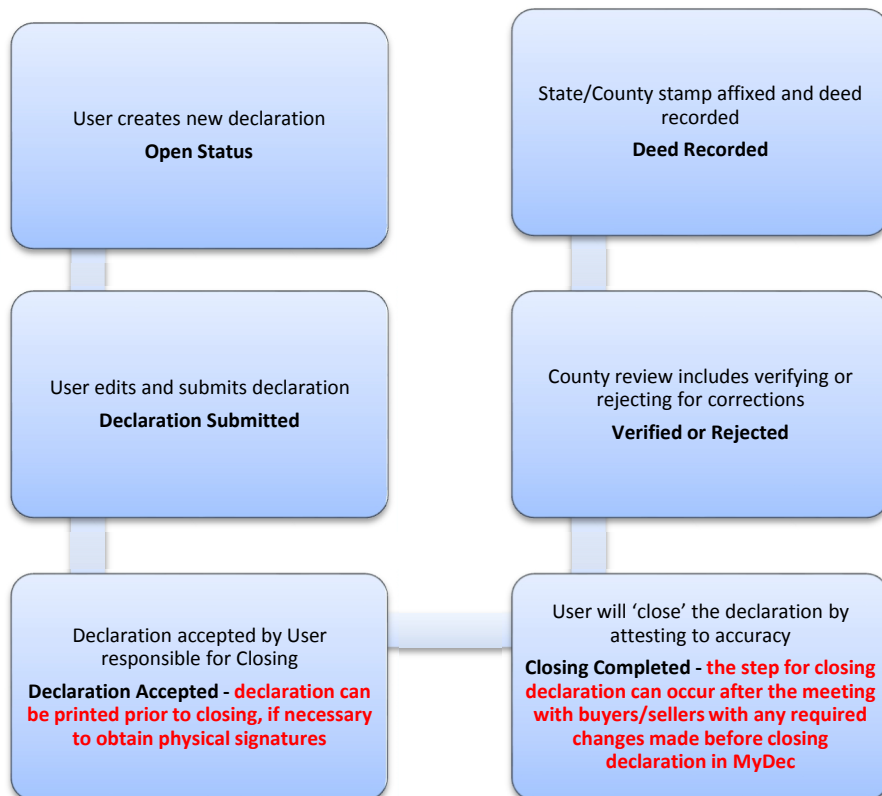 User creates new declaration
Open Status
User edits and submits declaration
Declaration Submitted
Declaration accepted by User
responsible for Closing
Declaration Accepted - declaration can
be printed prior to closing, if necessary
to obtain physical signatures
User will ‘close’ the declaration by
attesting to accuracy
Closing Completed - the step for closing
declaration can occur after the meeting
with buyers/sellers with any required
changes made before closing
declaration in MyDec
County review includes verifying or
rejecting for corrections
Verified or Rejected
State/County stamp affixed and deed
recorded
Deed Recorded